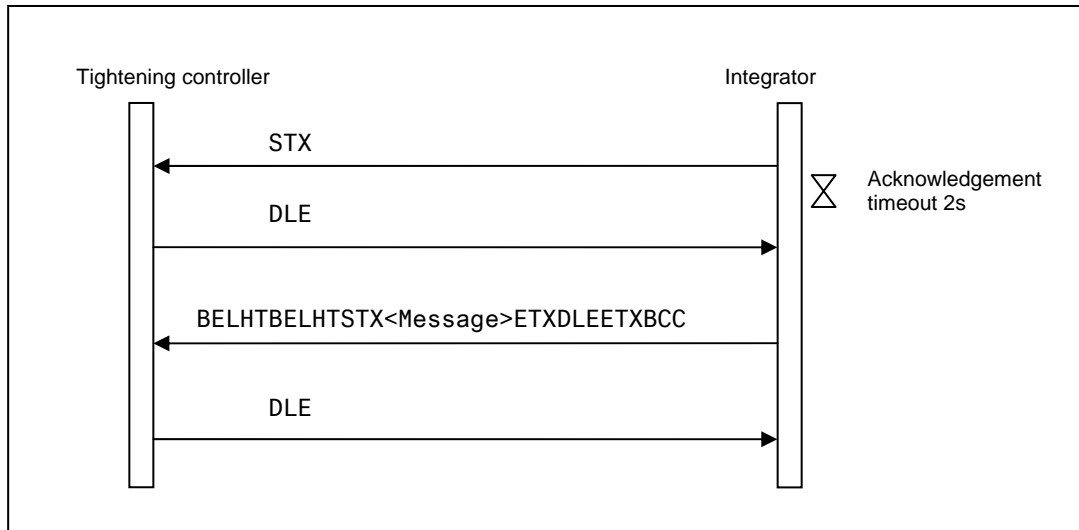 Tightening controller
Integrator
STX
Acknowledgement
timeout 2s
DLE
BELHTBELHTSTX<Message>ETXDLEETXBCC
DLE